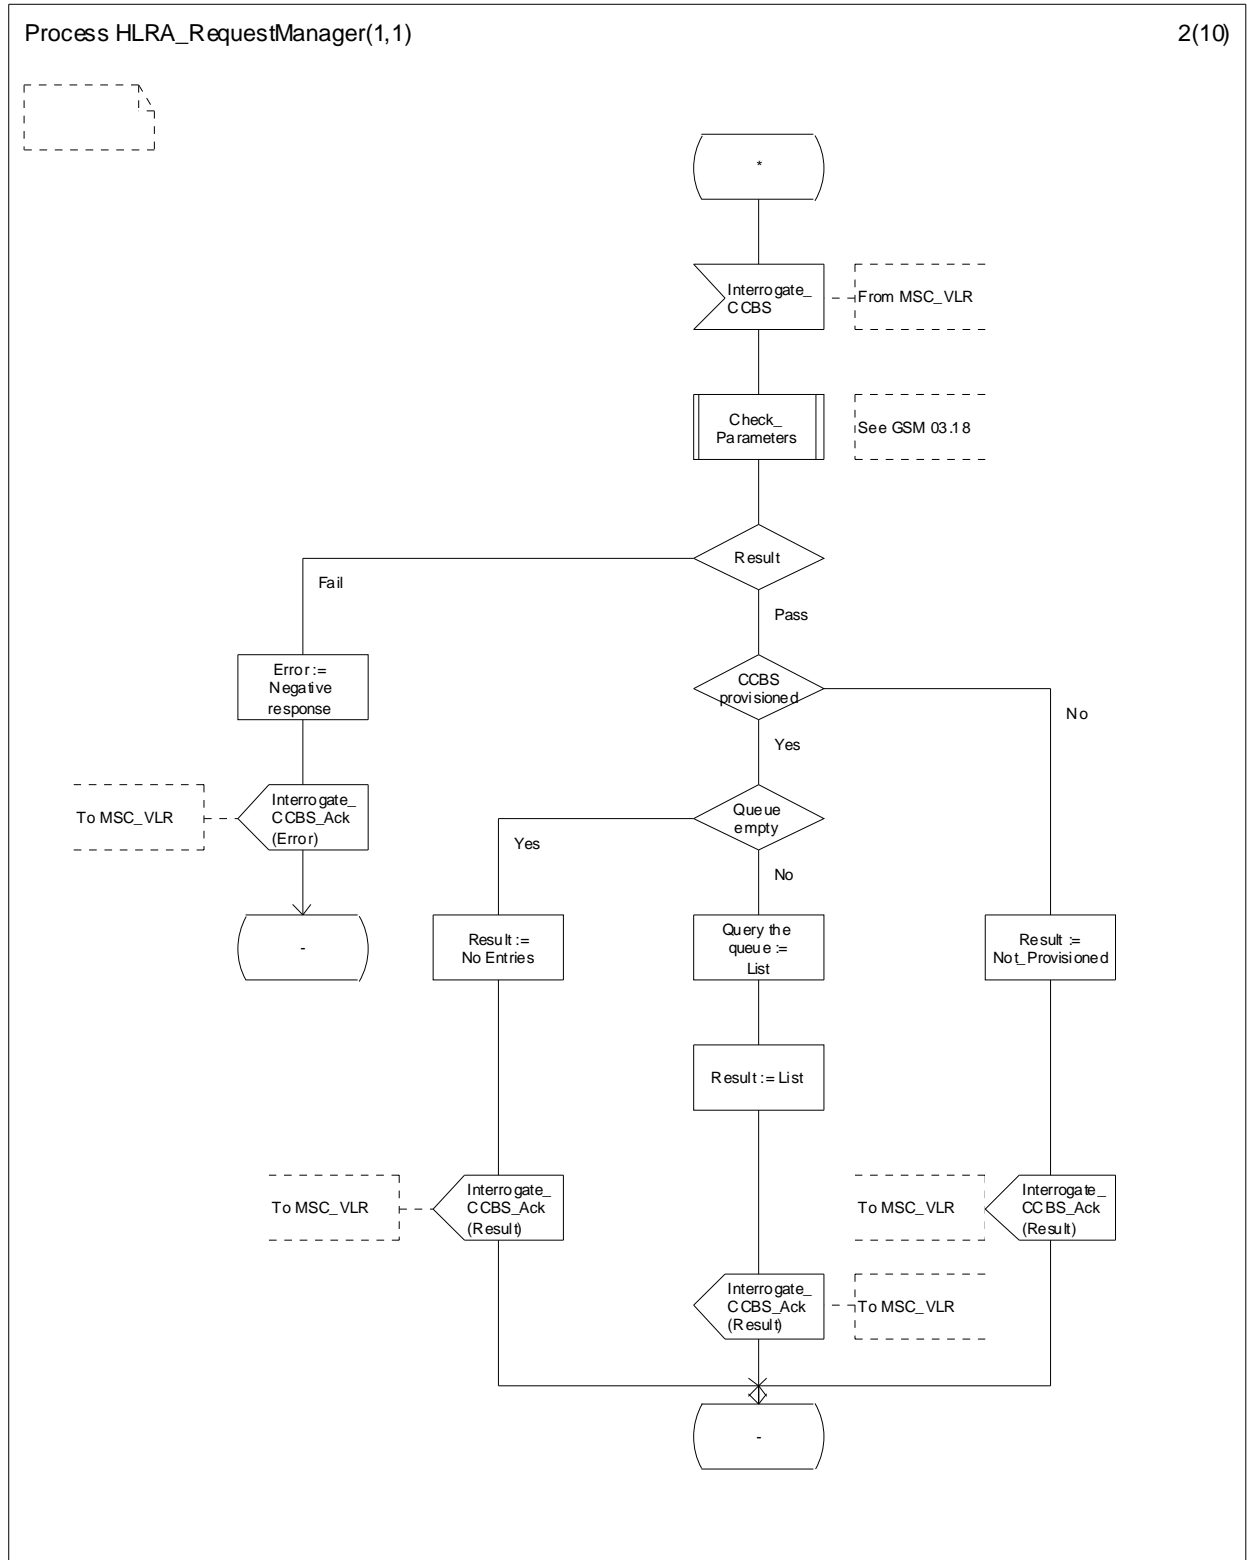 Process HLRA_RequestManager(1,1)
2(10)
*
Interrogate_
CCBS
From MSC_VLR
Check_
Parameters
See GSM 03.18
Result
Fail
Pass
Error :=
Negative
response
CCBS
provisioned
No
Yes
To MSC_VLR
Interrogate_
CCBS_Ack
(Error)
Queue
empty
Yes
No
-
Result :=
No Entries
Query the
queue :=
List
Result :=
Not_Provisioned
Result := List
To MSC_VLR
Interrogate_
CCBS_Ack
(Result)
To MSC_VLR
Interrogate_
CCBS_Ack
(Result)
Interrogate_
CCBS_Ack
(Result)
To MSC_VLR
-